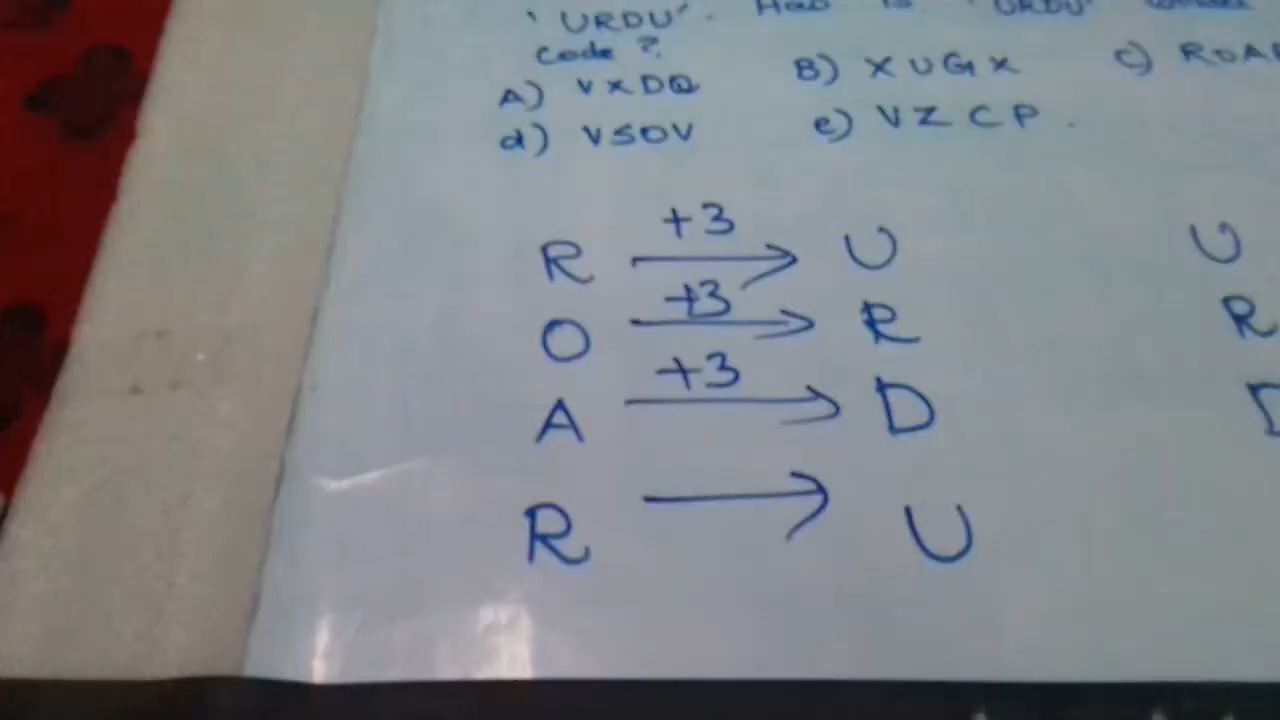 'URDU'. How is 'URDU'
Code ?
A) VXDQ B) XUGX C) ROAR
d) VSOV e) VZCP.
R +3 U U
O +3 R R
A +3 D D
R U